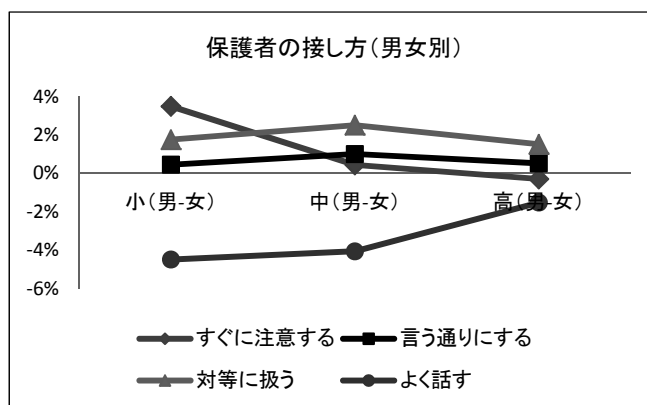 保護者の接し方(男女別)
4%
2%
0%
小(男-女) 中(男-女) 高(男-女)
-2%
-4%
-6%
すぐに注意する 言う通りにする
対等に扱う よく話す